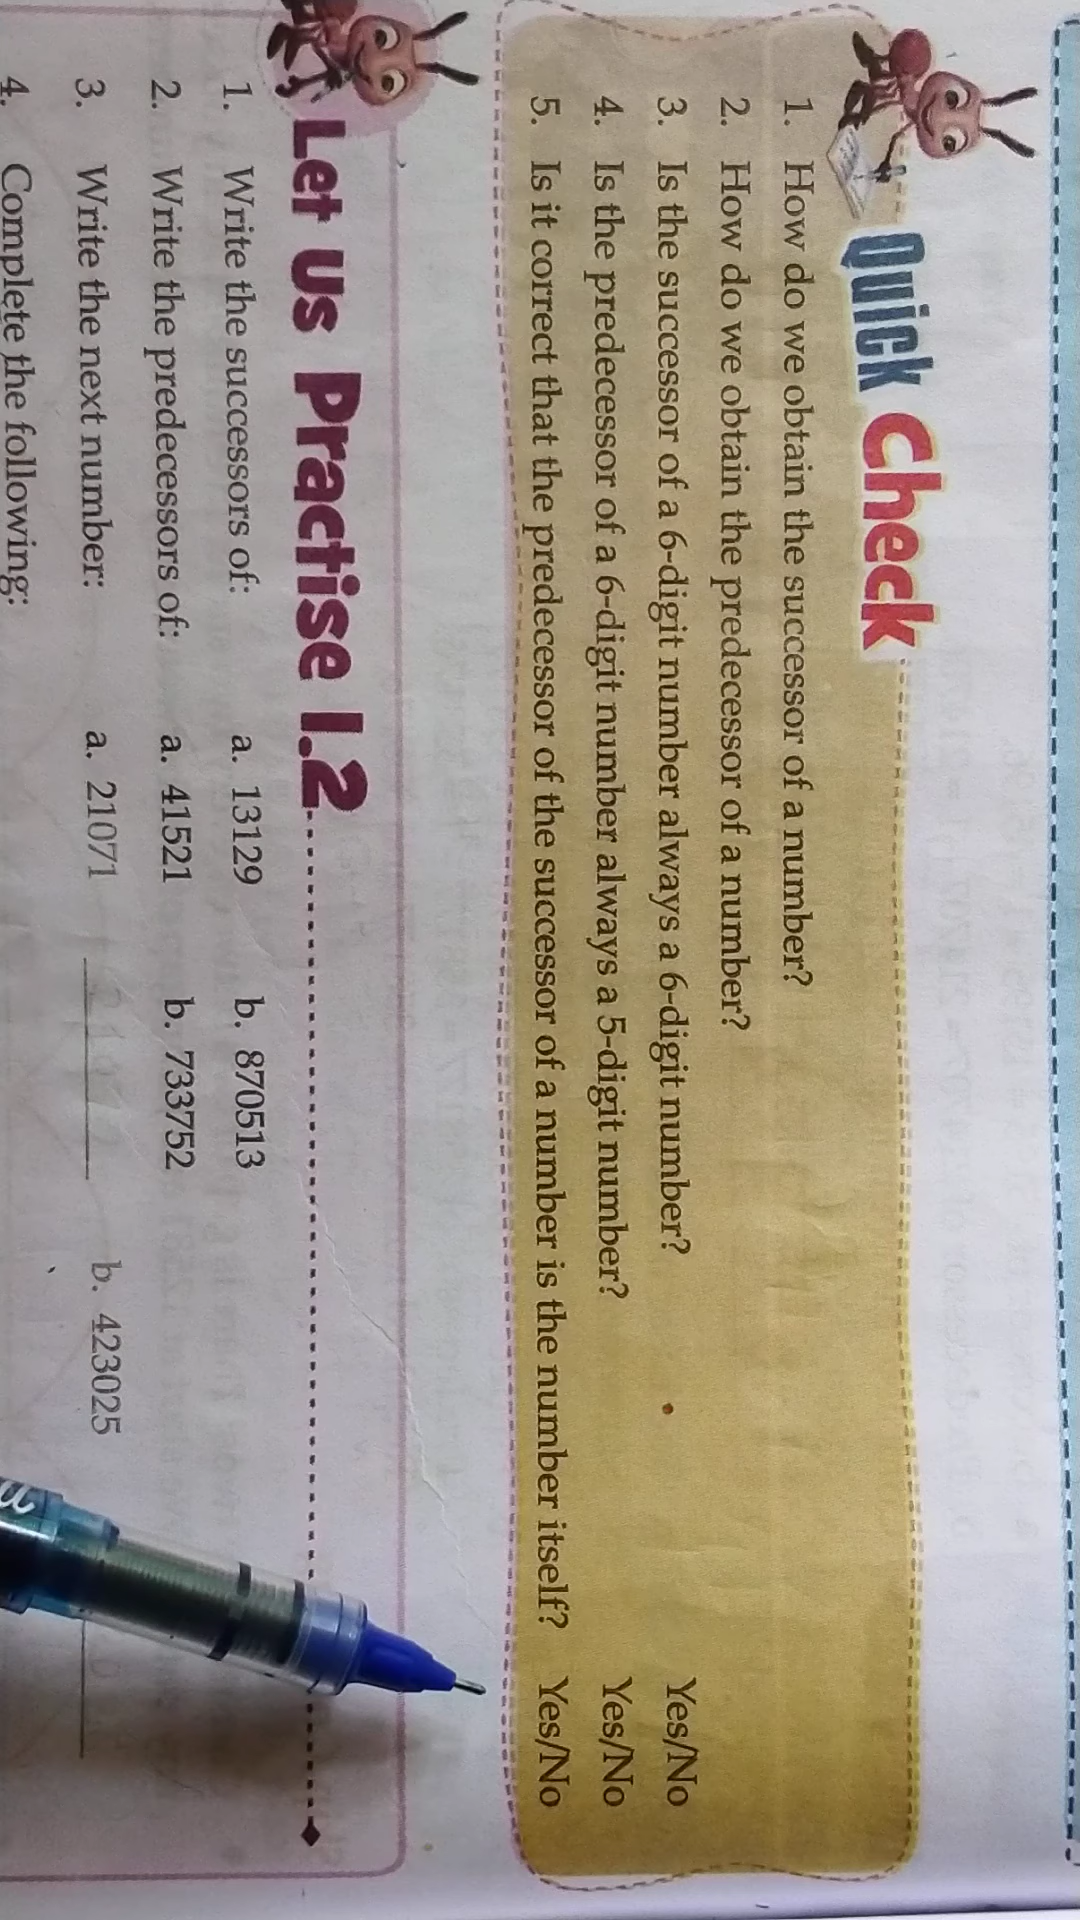 Quick Check
1. How do we obtain the successor of a number?
2. How do we obtain the predecessor of a number?
3. Is the successor of a 6-digit number always a 6-digit number? Yes/No
4. Is the predecessor of a 6-digit number always a 5-digit number? Yes/No
5. Is it correct that the predecessor of the successor of a number is the number itself? Yes/No
Let Us Practise 1.2
1. Write the successors of: a. 13129 b. 870513
2. Write the predecessors of: a. 41521 b. 733752
3. Write the next number: a. 21071 b. 423025
4. Complete the following: